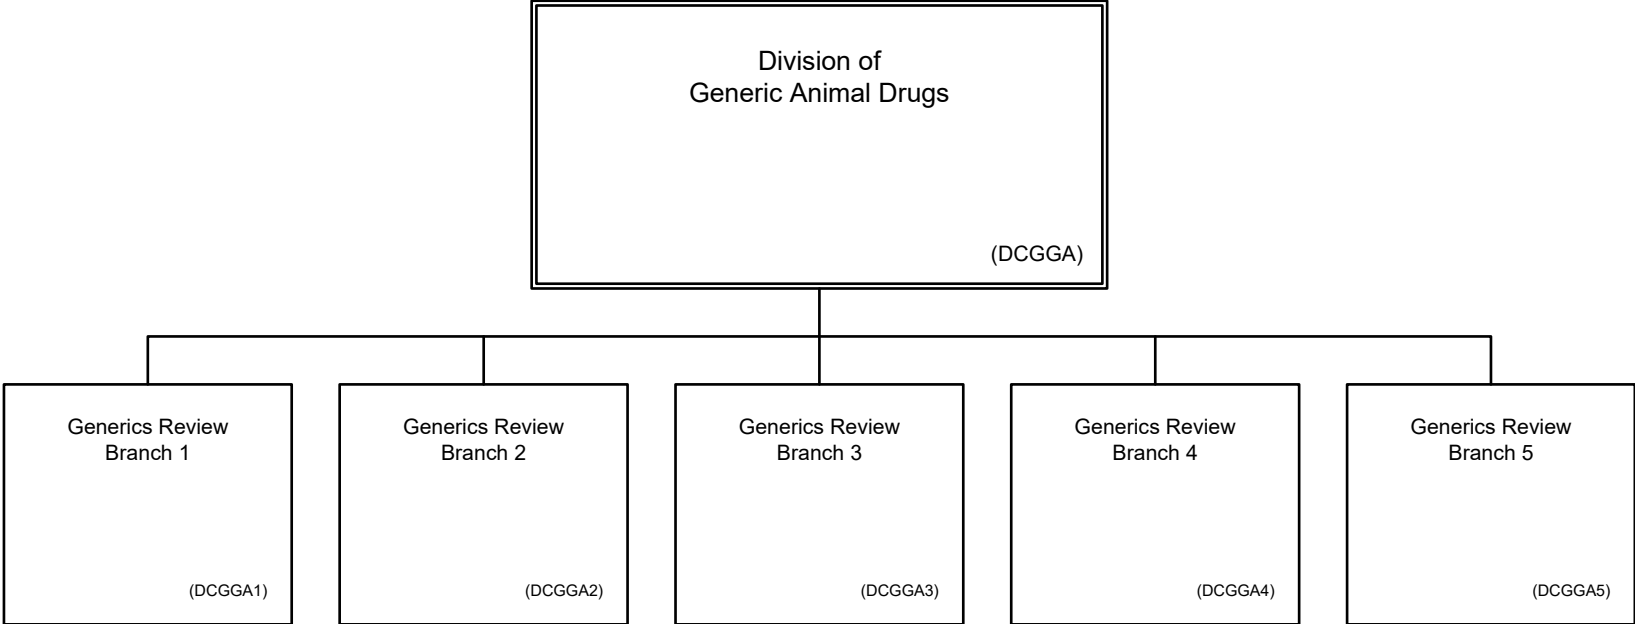 Division of
Generic Animal Drugs
(DCGGA)
Generics Review
Branch 1
(DCGGA1)
Generics Review
Branch 2
(DCGGA2)
Generics Review
Branch 3
(DCGGA3)
Generics Review
Branch 4
(DCGGA4)
Generics Review
Branch 5
(DCGGA5)